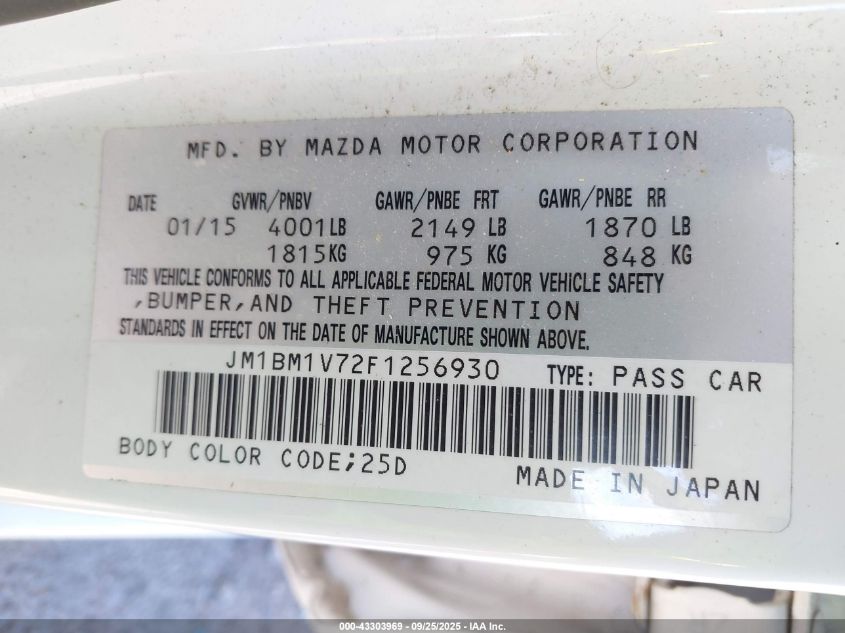 MFD. BY MAZDA MOTOR CORPORATION
DATE GVWR/PNBV GAWR/PNBE FRT GAWR/PNBE RR
01/15 4001LB 2149 LB 1870 LB
1815KG 975 KG 848 KG
THIS VEHICLE CONFORMS TO ALL APPLICABLE FEDERAL MOTOR VEHICLE SAFETY
,BUMPER,AND THEFT PREVENTION
STANDARDS IN EFFECT ON THE DATE OF MANUFACTURE SHOWN ABOVE.
JM1BM1V72F1256930 TYPE: PASS CAR
BODY COLOR CODE;25D
MADE IN JAPAN
000-43303969 - 09/25/2025 - IAA Inc.